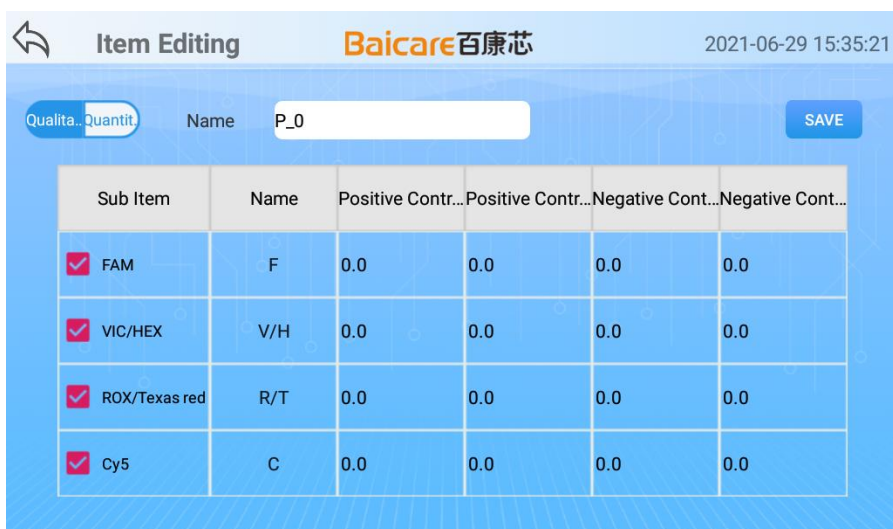 Item Editing Baicare百康芯 2021-06-29 15:35:21
Qualita.. Quantit. Name P_0 SAVE
Sub Item Name Positive Contr... Positive Contr... Negative Cont... Negative Cont...
FAM F 0.0 0.0 0.0 0.0
VIC/HEX V/H 0.0 0.0 0.0 0.0
ROX/Texas red R/T 0.0 0.0 0.0 0.0
Cy5 C 0.0 0.0 0.0 0.0